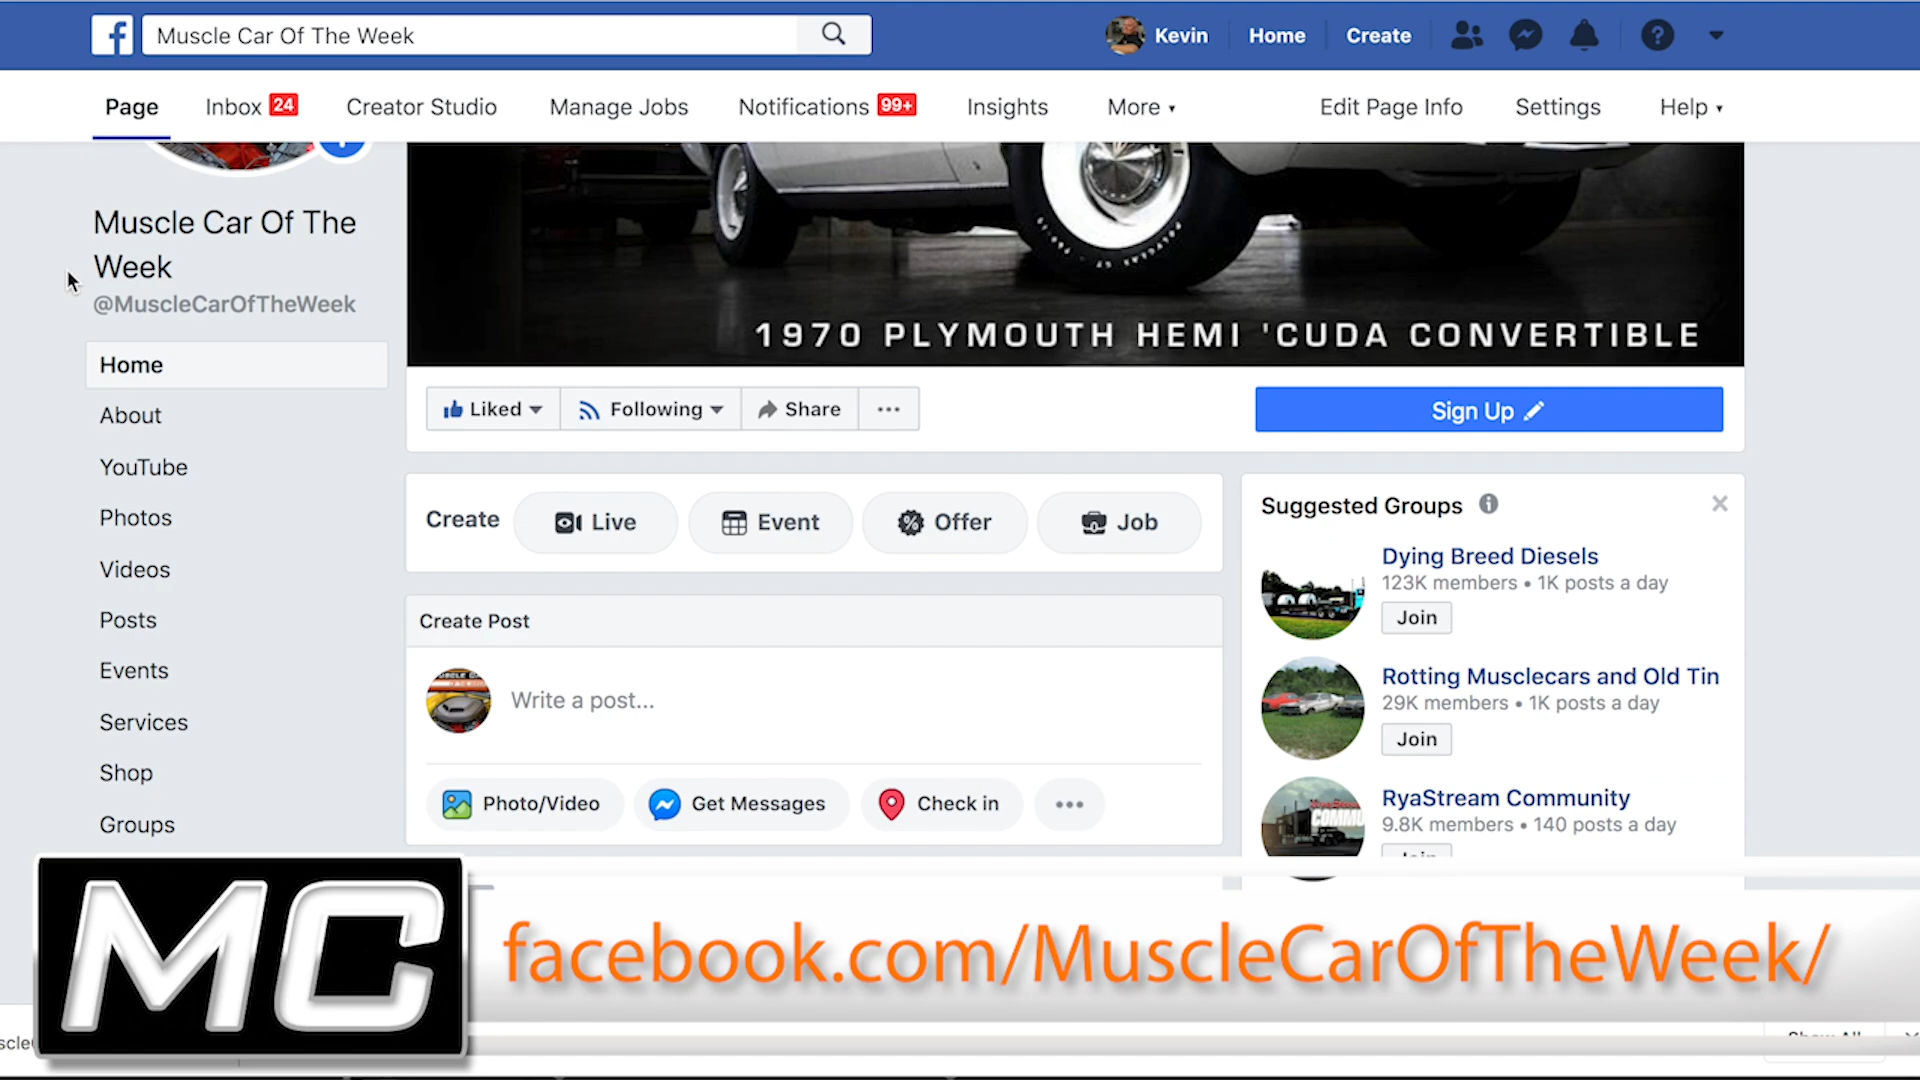 Muscle Car Of The Week
Kevin
Home
Create
Page
Inbox 24
Creator Studio
Manage Jobs
Notifications 99+
Insights
More
Edit Page Info
Settings
Help
Muscle Car Of The
Week
@MuscleCarOfTheWeek
Home
About
YouTube
Photos
Videos
Posts
Events
Services
Shop
Groups
1970 PLYMOUTH HEMI 'CUDA CONVERTIBLE
Liked
Following
Share
Sign Up
Create
Live
Event
Offer
Job
Create Post
Write a post...
Photo/Video
Get Messages
Check in
Suggested Groups
Dying Breed Diesels
123K members • 1K posts a day
Join
Rotting Musclecars and Old Tin
29K members • 1K posts a day
Join
RyaStream Community
9.8K members • 140 posts a day
Join
MC
facebook.com/MuscleCarOfTheWeek/
Show All